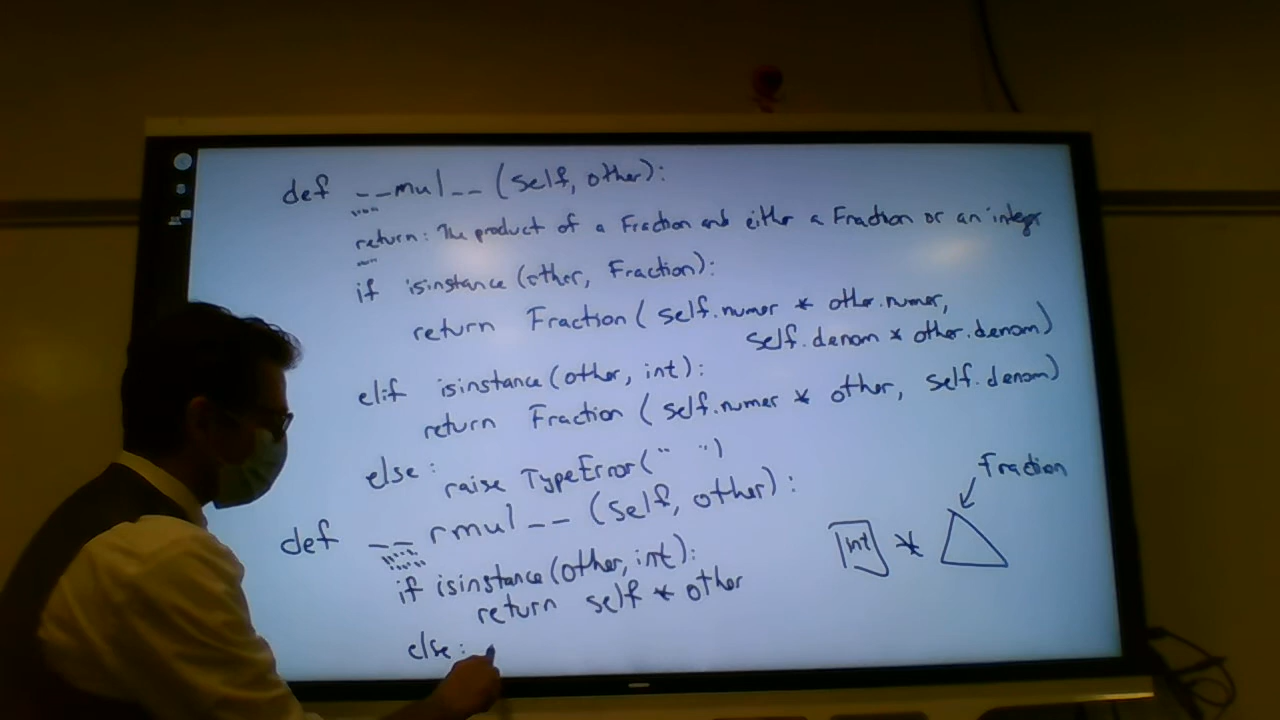 def __mul__ (self, other):
"""
return: The product of a Fraction and either a Fraction or an integer
"""
if isinstance (other, Fraction):
return Fraction ( self.numer * other.numer,
self.denom * other.denom)
elif isinstance (other, int):
return Fraction ( self.numer * other, self.denom)
else:
raise TypeError(" ")
def __rmul__ (self, other):
""" """
if isinstance (other, int):
return self * other
else:
Fraction
int *